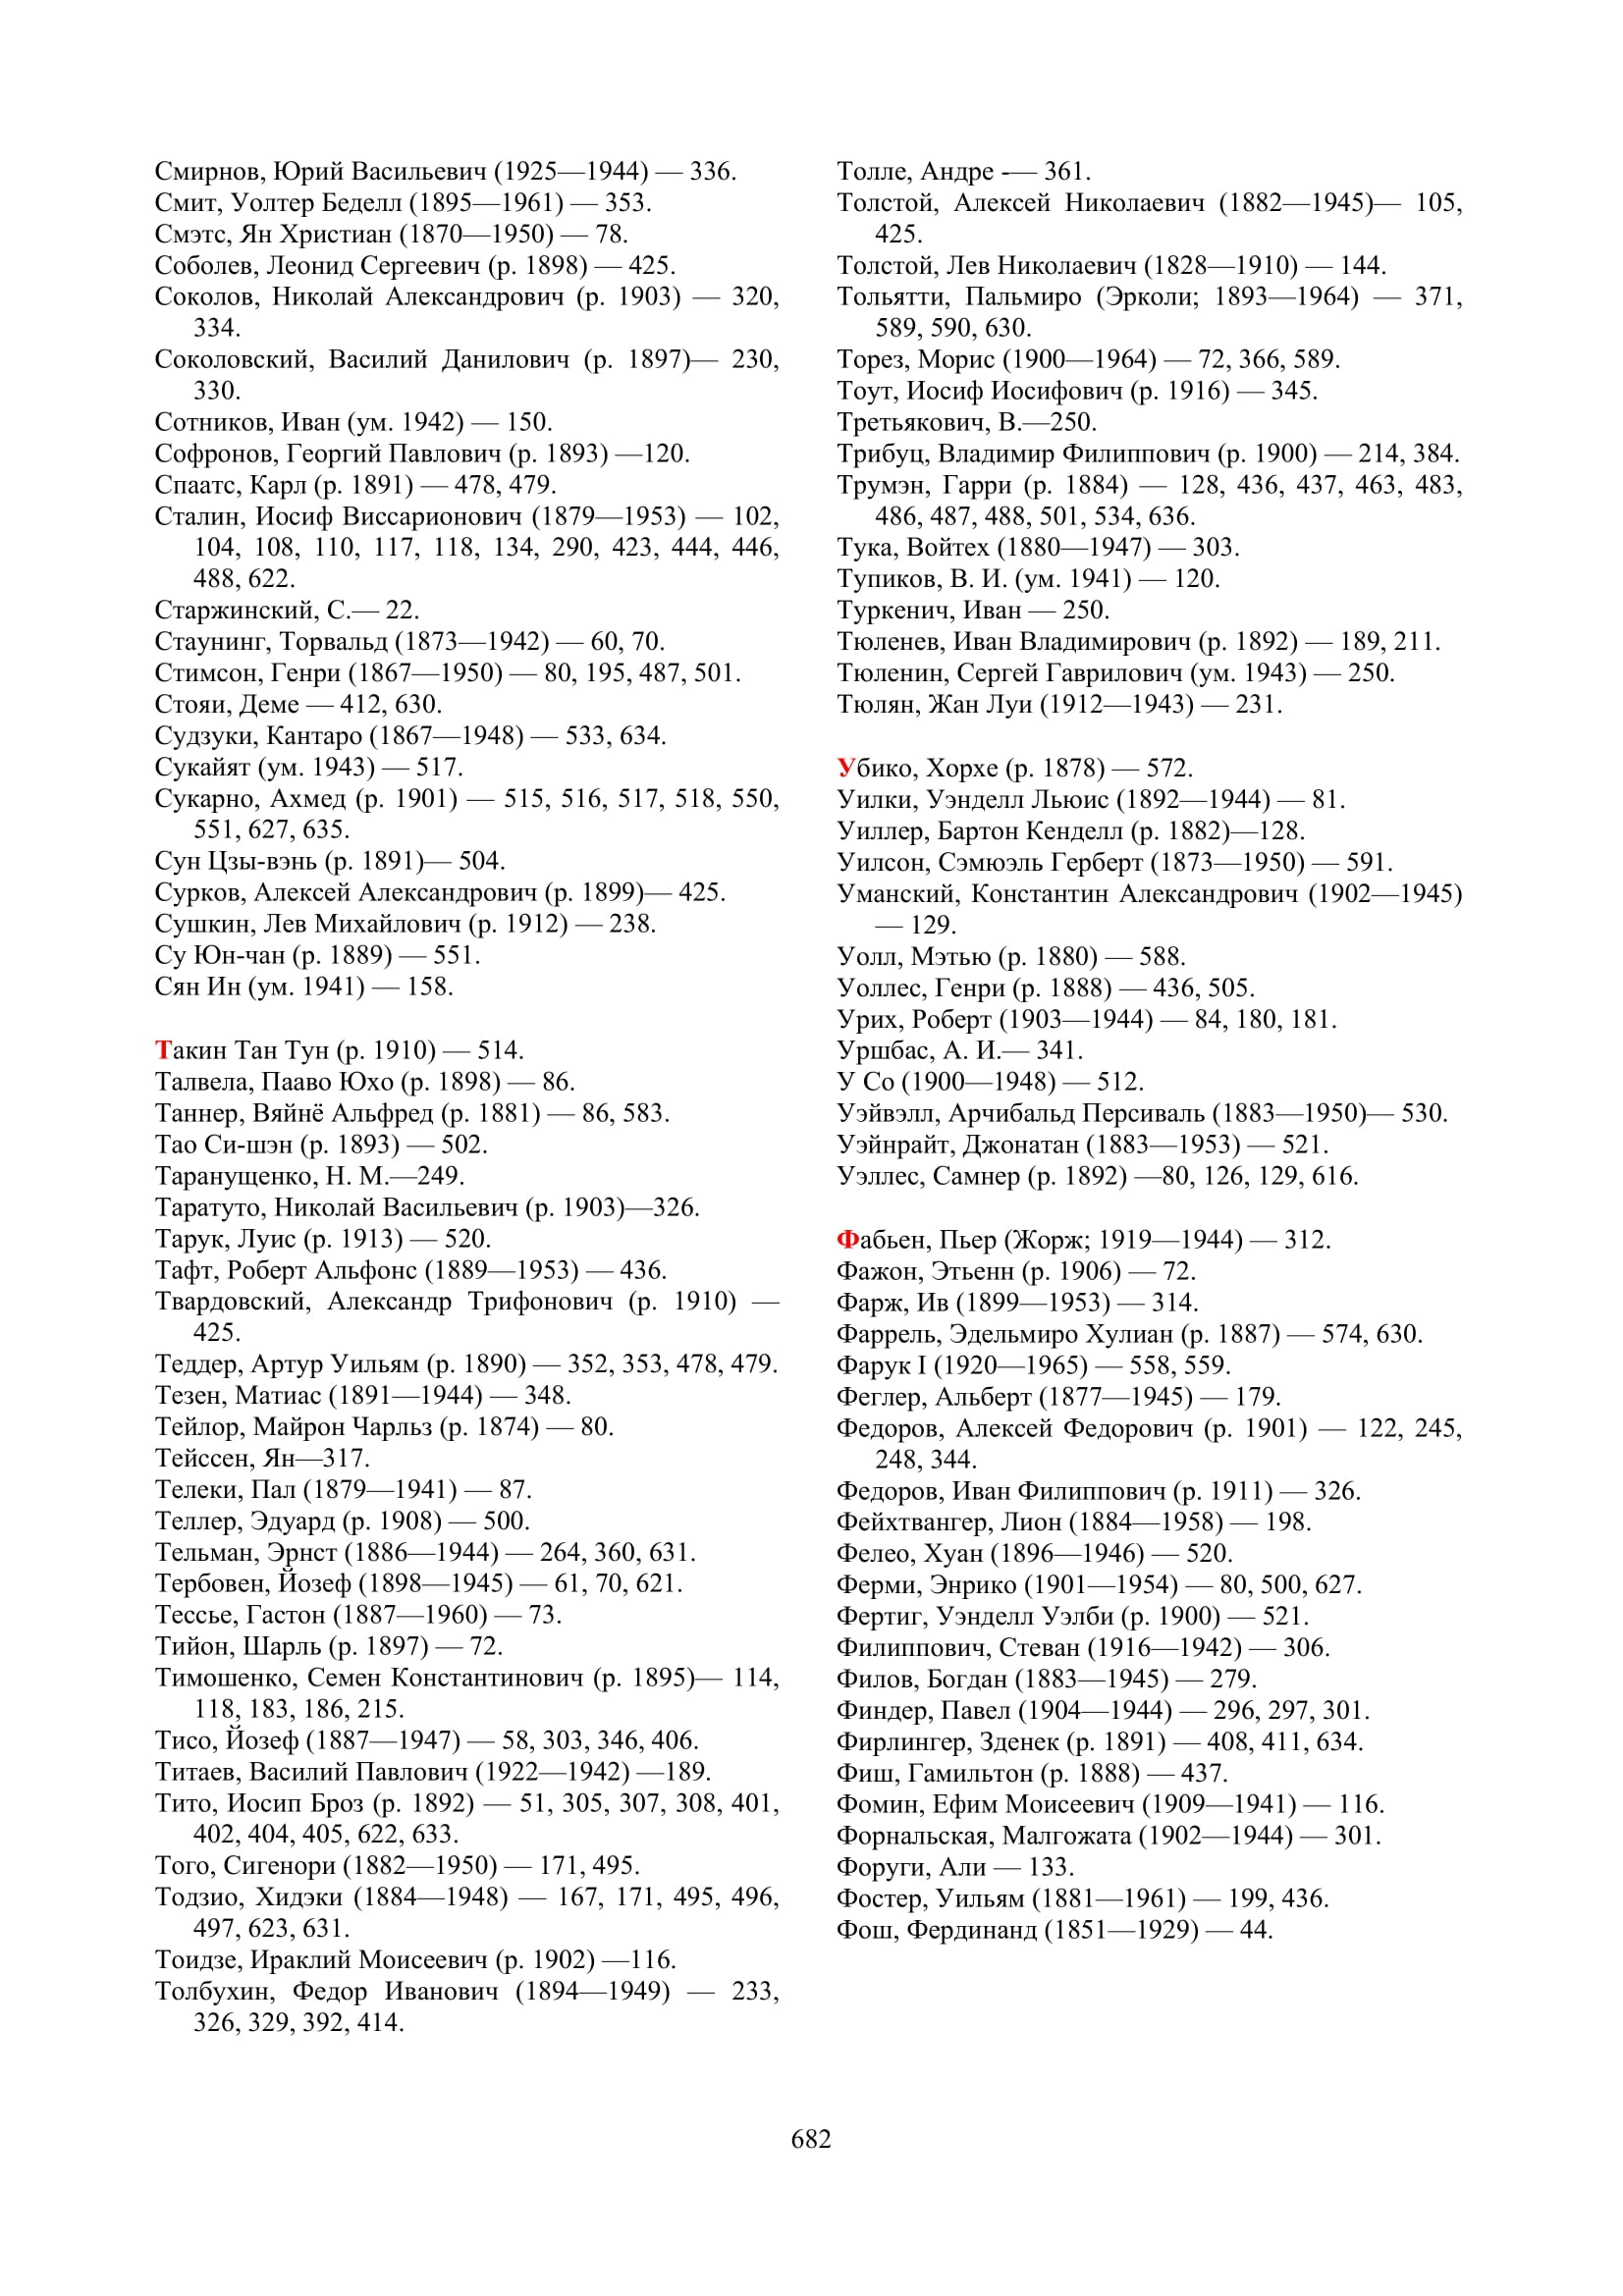 Смирнов, Юрий Васильевич (1925—1944) — 336.
Смит, Уолтер Беделл (1895—1961) — 353.
Смэтс, Ян Христиан (1870—1950) — 78.
Соболев, Леонид Сергеевич (р. 1898) — 425.
Соколов, Николай Александрович (р. 1903) — 320,
334.
Соколовский, Василий Данилович (р. 1897)— 230,
330.
Сотников, Иван (ум. 1942) — 150.
Софронов, Георгий Павлович (р. 1893) —120.
Спаатс, Карл (р. 1891) — 478, 479.
Сталин, Иосиф Виссарионович (1879—1953) — 102,
104, 108, 110, 117, 118, 134, 290, 423, 444, 446,
488, 622.
Старжинский, С.— 22.
Стаунинг, Торвальд (1873—1942) — 60, 70.
Стимсон, Генри (1867—1950) — 80, 195, 487, 501.
Стояи, Деме — 412, 630.
Судзуки, Кантаро (1867—1948) — 533, 634.
Сукайят (ум. 1943) — 517.
Сукарно, Ахмед (р. 1901) — 515, 516, 517, 518, 550,
551, 627, 635.
Сун Цзы-вэнь (р. 1891)— 504.
Сурков, Алексей Александрович (р. 1899)— 425.
Сушкин, Лев Михайлович (р. 1912) — 238.
Су Юн-чан (р. 1889) — 551.
Сян Ин (ум. 1941) — 158.
Такин Тан Тун (р. 1910) — 514.
Талвела, Пааво Юхо (р. 1898) — 86.
Таннер, Вяйнё Альфред (р. 1881) — 86, 583.
Тао Си-шэн (р. 1893) — 502.
Таранущенко, Н. М.—249.
Таратуто, Николай Васильевич (р. 1903)—326.
Тарук, Луис (р. 1913) — 520.
Тафт, Роберт Альфонс (1889—1953) — 436.
Твардовский, Александр Трифонович (р. 1910) —
425.
Теддер, Артур Уильям (р. 1890) — 352, 353, 478, 479.
Тезен, Матиас (1891—1944) — 348.
Тейлор, Майрон Чарльз (р. 1874) — 80.
Тейссен, Ян—317.
Телеки, Пал (1879—1941) — 87.
Теллер, Эдуард (р. 1908) — 500.
Тельман, Эрнст (1886—1944) — 264, 360, 631.
Тербовен, Йозеф (1898—1945) — 61, 70, 621.
Тессье, Гастон (1887—1960) — 73.
Тийон, Шарль (р. 1897) — 72.
Тимошенко, Семен Константинович (р. 1895)— 114,
118, 183, 186, 215.
Тисо, Йозеф (1887—1947) — 58, 303, 346, 406.
Титаев, Василий Павлович (1922—1942) —189.
Тито, Иосип Броз (р. 1892) — 51, 305, 307, 308, 401,
402, 404, 405, 622, 633.
Того, Сигенори (1882—1950) — 171, 495.
Тодзио, Хидэки (1884—1948) — 167, 171, 495, 496,
497, 623, 631.
Тоидзе, Ираклий Моисеевич (р. 1902) —116.
Толбухин, Федор Иванович (1894—1949) — 233,
326, 329, 392, 414.
Толле, Андре -— 361.
Толстой, Алексей Николаевич (1882—1945)— 105,
425.
Толстой, Лев Николаевич (1828—1910) — 144.
Тольятти, Пальмиро (Эрколи; 1893—1964) — 371,
589, 590, 630.
Торез, Морис (1900—1964) — 72, 366, 589.
Тоут, Иосиф Иосифович (р. 1916) — 345.
Третьякович, В.—250.
Трибуц, Владимир Филиппович (р. 1900) — 214, 384.
Трумэн, Гарри (р. 1884) — 128, 436, 437, 463, 483,
486, 487, 488, 501, 534, 636.
Тука, Войтех (1880—1947) — 303.
Тупиков, В. И. (ум. 1941) — 120.
Туркенич, Иван — 250.
Тюленев, Иван Владимирович (р. 1892) — 189, 211.
Тюленин, Сергей Гаврилович (ум. 1943) — 250.
Тюлян, Жан Луи (1912—1943) — 231.
Убико, Хорхе (р. 1878) — 572.
Уилки, Уэнделл Льюис (1892—1944) — 81.
Уиллер, Бартон Кенделл (р. 1882)—128.
Уилсон, Сэмюэль Герберт (1873—1950) — 591.
Уманский, Константин Александрович (1902—1945)
— 129.
Уолл, Мэтью (р. 1880) — 588.
Уоллес, Генри (р. 1888) — 436, 505.
Урих, Роберт (1903—1944) — 84, 180, 181.
Уршбас, А. И.— 341.
У Со (1900—1948) — 512.
Уэйвэлл, Арчибальд Персиваль (1883—1950)— 530.
Уэйнрайт, Джонатан (1883—1953) — 521.
Уэллес, Самнер (р. 1892) —80, 126, 129, 616.
Фабьен, Пьер (Жорж; 1919—1944) — 312.
Фажон, Этьенн (р. 1906) — 72.
Фарж, Ив (1899—1953) — 314.
Фаррель, Эдельмиро Хулиан (р. 1887) — 574, 630.
Фарук I (1920—1965) — 558, 559.
Феглер, Альберт (1877—1945) — 179.
Федоров, Алексей Федорович (р. 1901) — 122, 245,
248, 344.
Федоров, Иван Филиппович (р. 1911) — 326.
Фейхтвангер, Лион (1884—1958) — 198.
Фелео, Хуан (1896—1946) — 520.
Ферми, Энрико (1901—1954) — 80, 500, 627.
Фертиг, Уэнделл Уэлби (р. 1900) — 521.
Филиппович, Стеван (1916—1942) — 306.
Филов, Богдан (1883—1945) — 279.
Финдер, Павел (1904—1944) — 296, 297, 301.
Фирлингер, Зденек (р. 1891) — 408, 411, 634.
Фиш, Гамильтон (р. 1888) — 437.
Фомин, Ефим Моисеевич (1909—1941) — 116.
Форнальская, Малгожата (1902—1944) — 301.
Форуги, Али — 133.
Фостер, Уильям (1881—1961) — 199, 436.
Фош, Фердинанд (1851—1929) — 44.
682